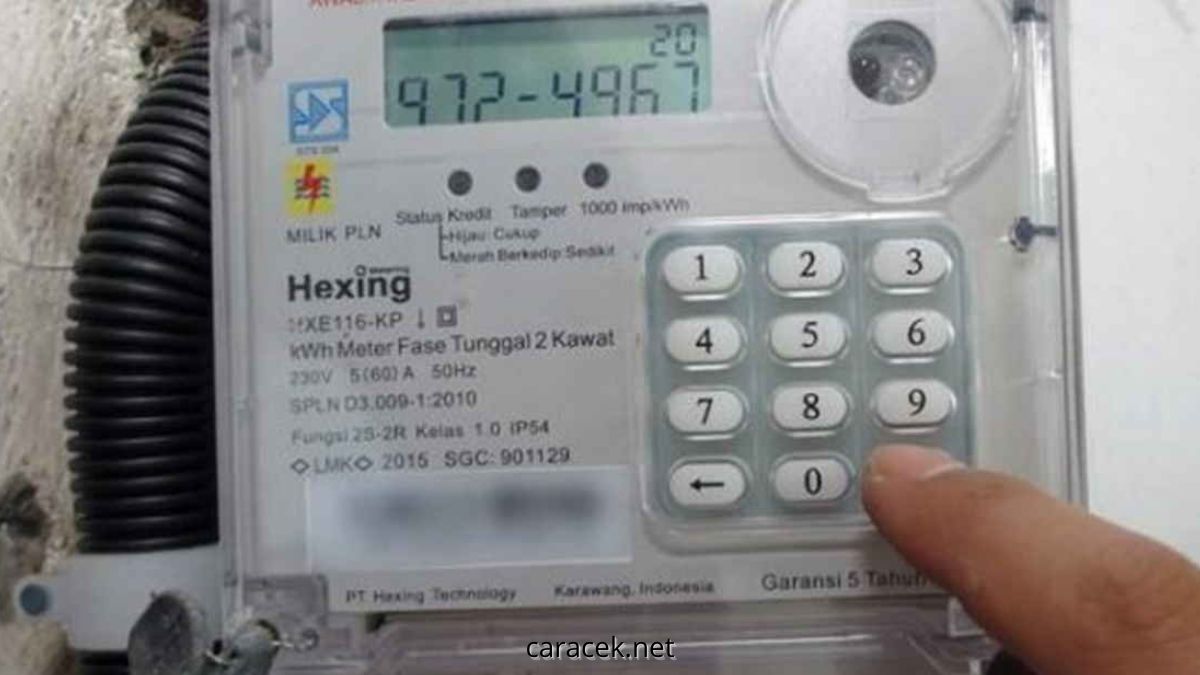 20
972-4967
MILIK PLN
Status Kredit Tamper 1000 imp/kWh
Hijau: Cukup
Merah Berkedip: Sedikit
Hexing
HXE116-KP
kWh Meter Fase Tunggal 2 Kawat
230V 5(60) A 50Hz
SPLN D3.009-1:2010
Fungsi 2S-2R Kelas 1.0 IP54
LMK 2015 SGC: 901129
1 2 3
4 5 6
7 8 9
← 0
PT Hexing Technology Karawang, Indonesia Garansi 5 Tahun
caracek.net